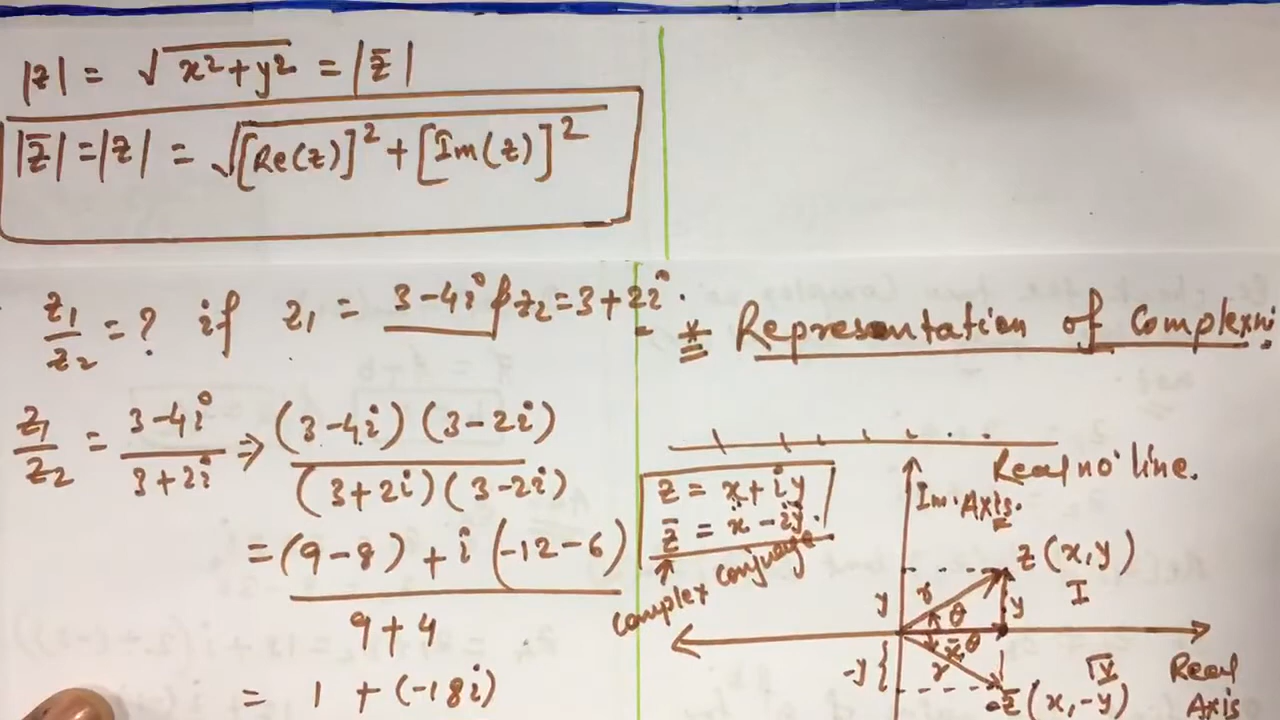 |z| = √x²+y² = |z̄|
|z̄| = |z| = √[Re(z)]² + [Im(z)]²
z₁/z₂ = ? if z₁ = 3-4i & z₂ = 3+2i.
z₁/z₂ = 3-4i/3+2i ⇒ (3-4i)(3-2i)/(3+2i)(3-2i)
= (9-8) + i(-12-6)/9+4
= 1 + (-18i)
* Representation of Complex
Real no line.
z = x+iy
z̄ = x-iy.
complex conjugate
Im. Axis.
z(x,y)
I
y r θ y
x θ
-y r IV Real
Axis
z̄(x,-y)